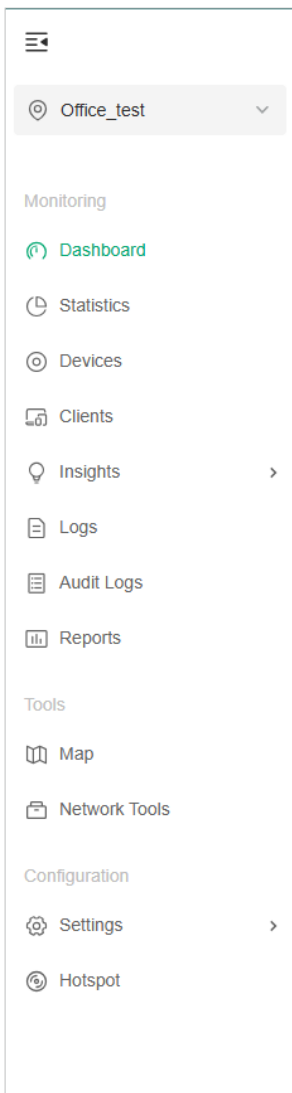 Office_test
Monitoring
Dashboard
Statistics
Devices
Clients
Insights
Logs
Audit Logs
Reports
Tools
Map
Network Tools
Configuration
Settings
Hotspot